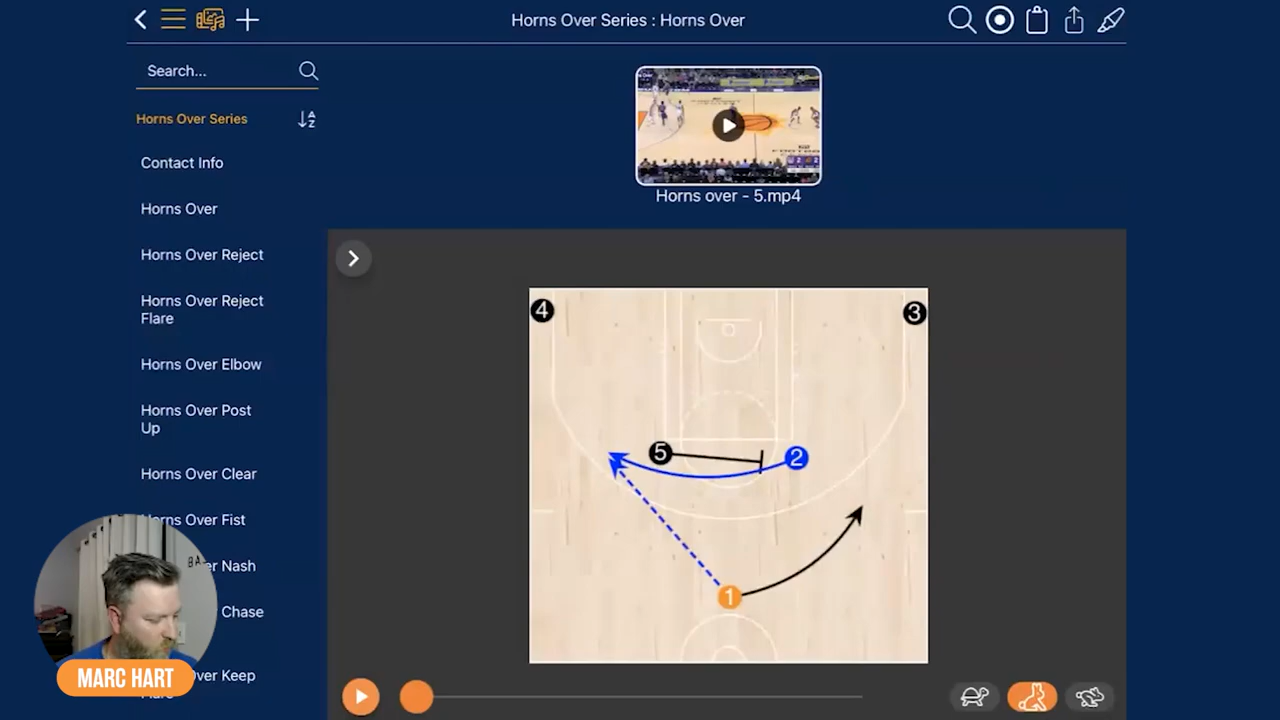 Horns Over Series : Horns Over
Search...
Horns Over Series
Contact Info
Horns Over
Horns Over Reject
Horns Over Reject
Flare
Horns Over Elbow
Horns Over Post
Up
Horns Over Clear
Horns Over Fist
er Nash
Chase
ver Keep
MARC HART
Horns over - 5.mp4
4
3
5
2
1